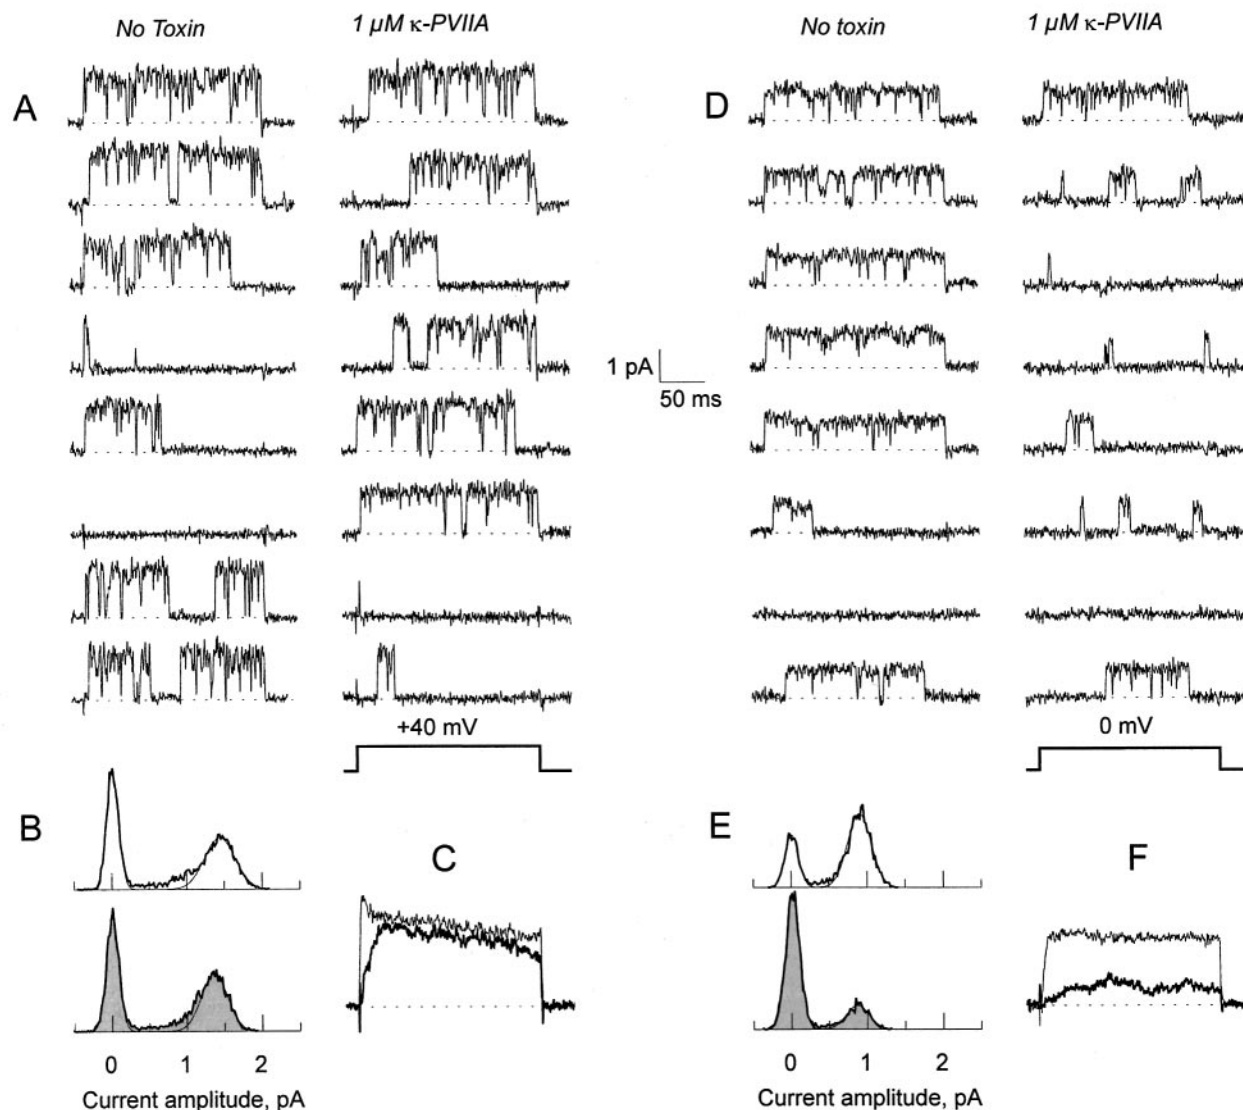 No Toxin
1 µM κ-PVIIA
No toxin
1 µM κ-PVIIA
A
D
1 pA
50 ms
+40 mV
0 mV
B
C
E
F
0 1 2
Current amplitude, pA
0 1 2
Current amplitude, pA